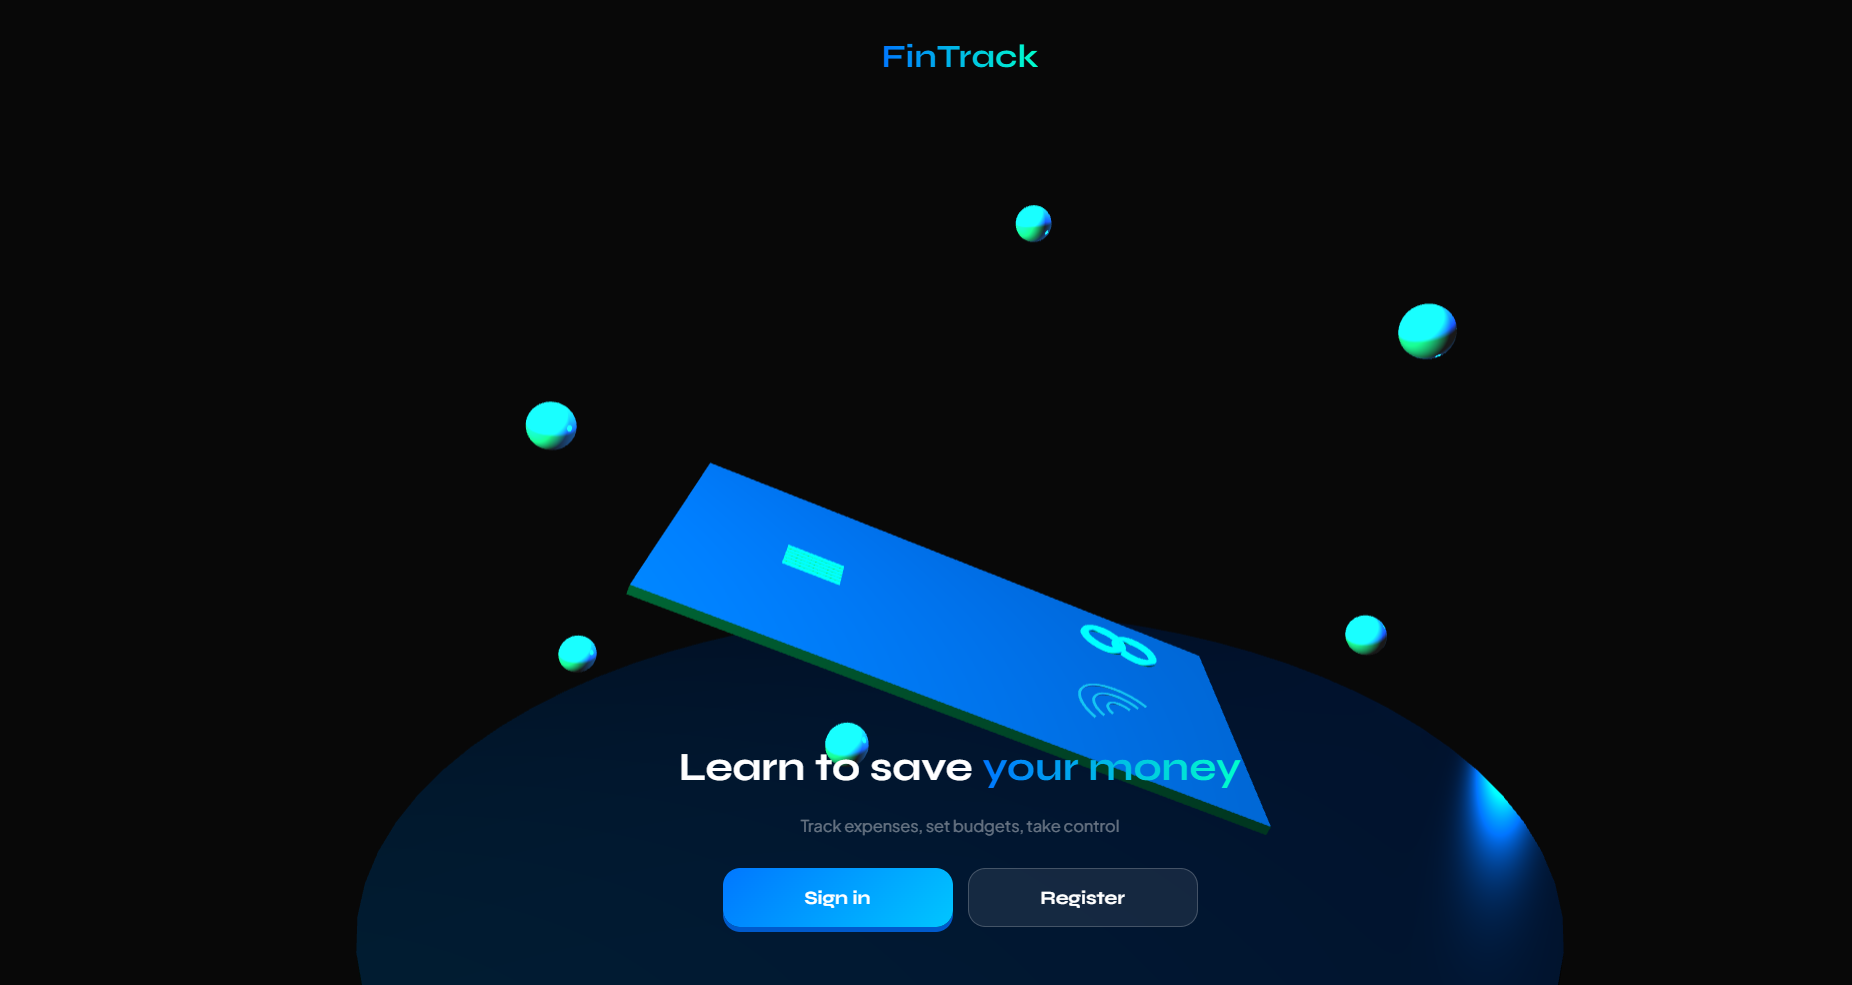 FinTrack
Learn to save your money
Track expenses, set budgets, take control
Sign in
Register